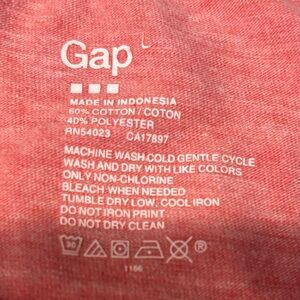 Gap
MADE IN INDONESIA
60% COTTON / COTON
40% POLYESTER
RN54023 CA17897
MACHINE WASH COLD GENTLE CYCLE
WASH AND DRY WITH LIKE COLORS
ONLY NON-CHLORINE
BLEACH WHEN NEEDED
TUMBLE DRY LOW, COOL IRON
DO NOT IRON PRINT
DO NOT DRY CLEAN
30 ®
1166